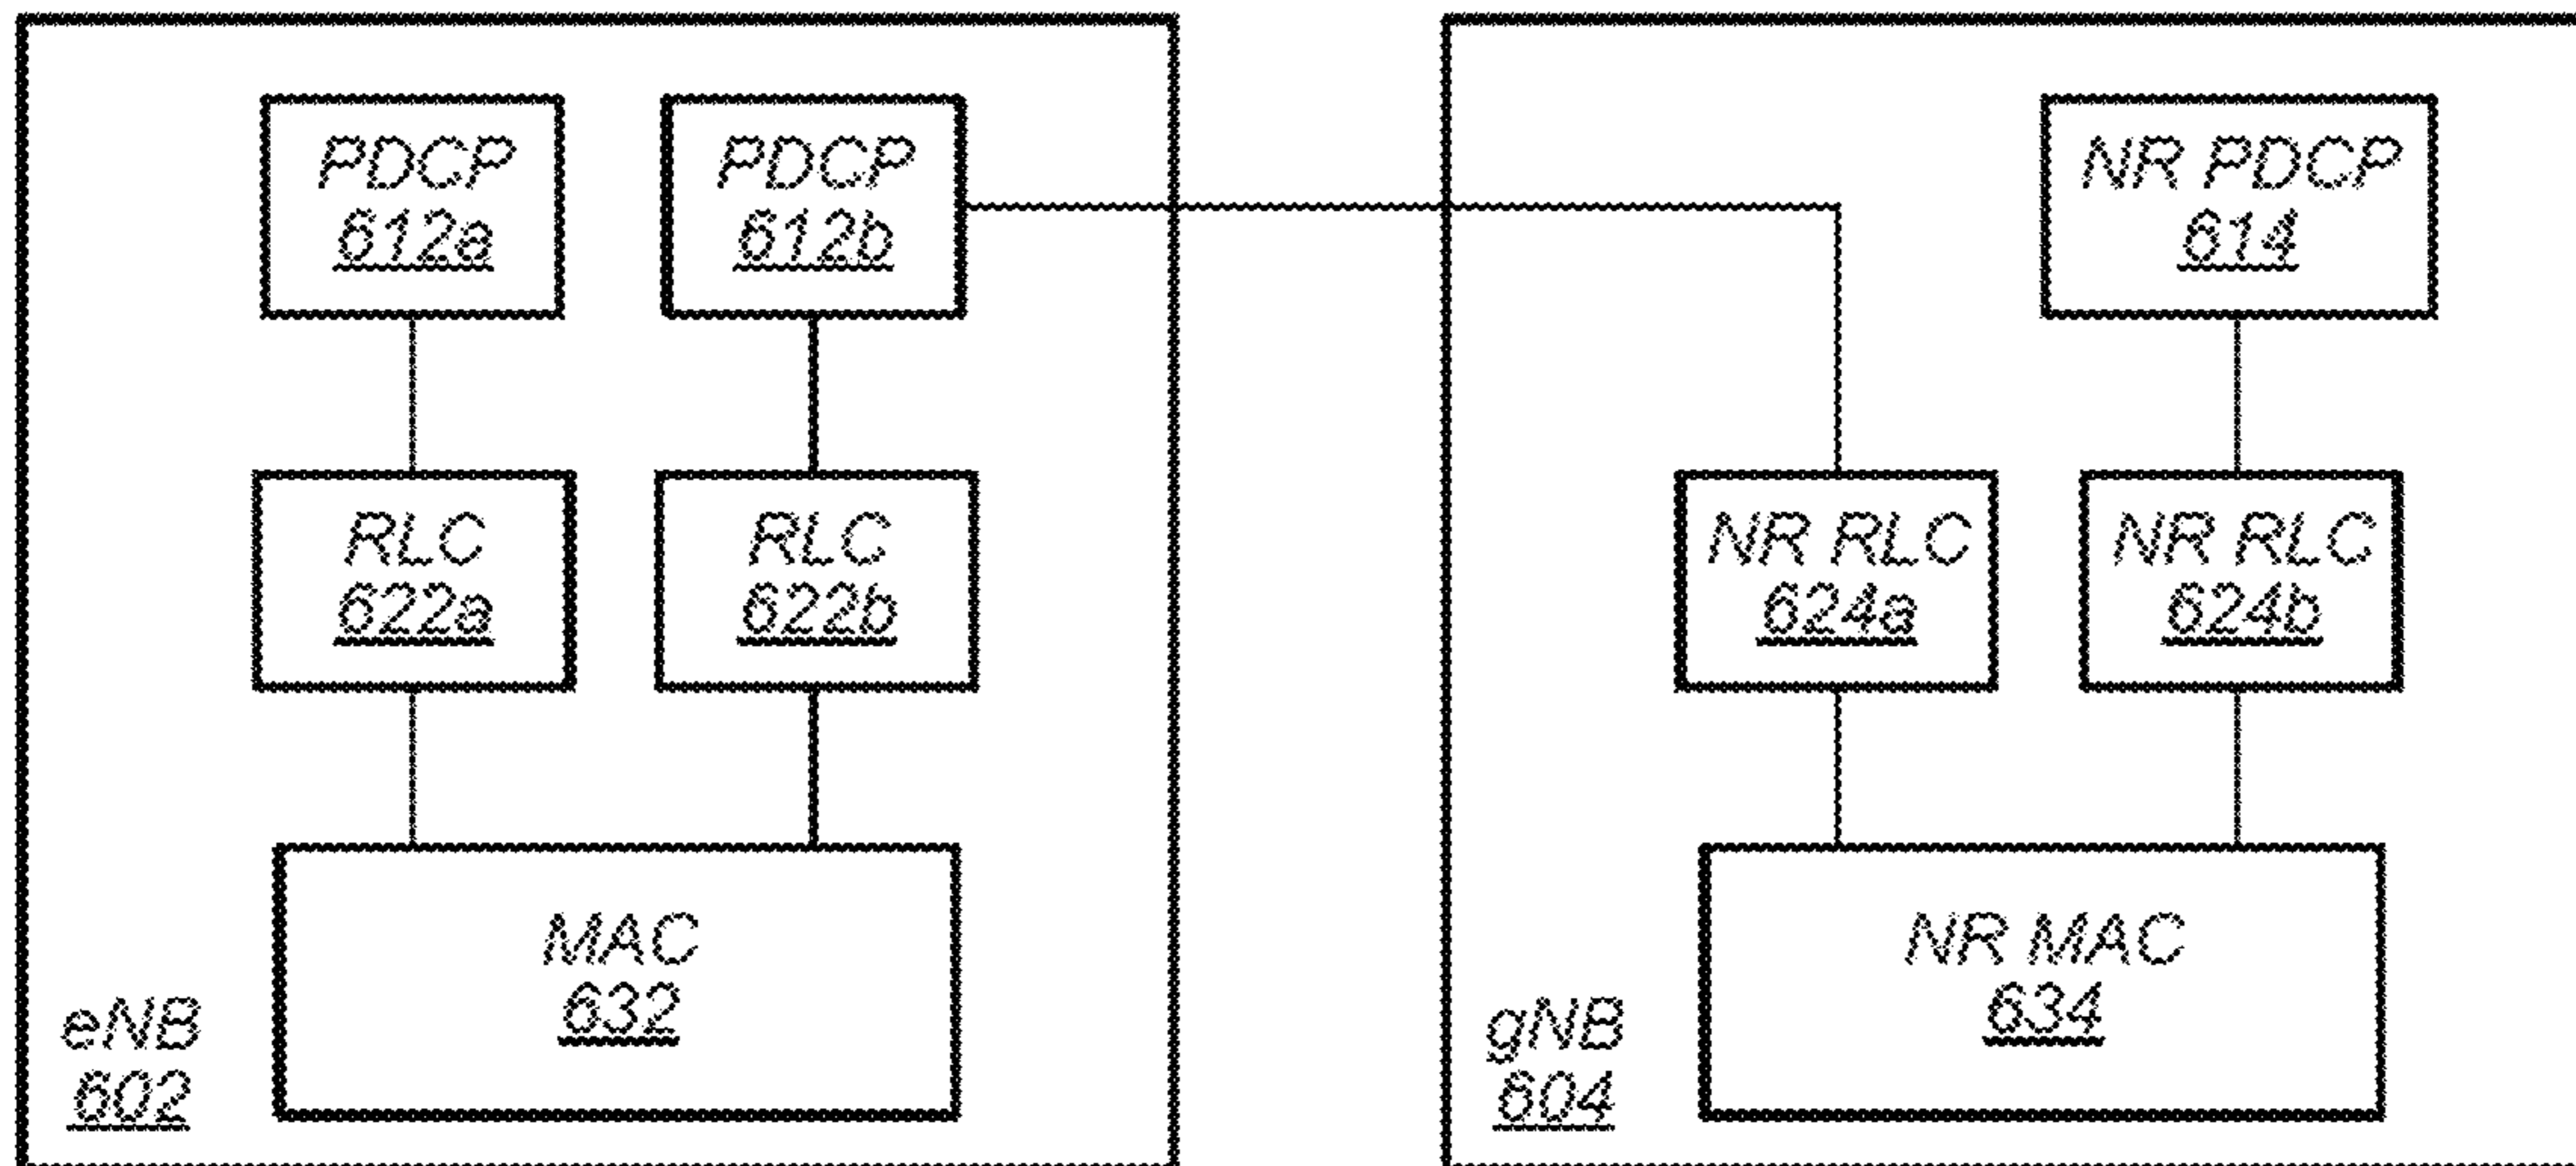 PDCP
612a
PDCP
612b
NR PDCP
614
RLC
622a
RLC
622b
NR RLC
624a
NR RLC
624b
MAC
632
NR MAC
634
eNB
602
gNB
604